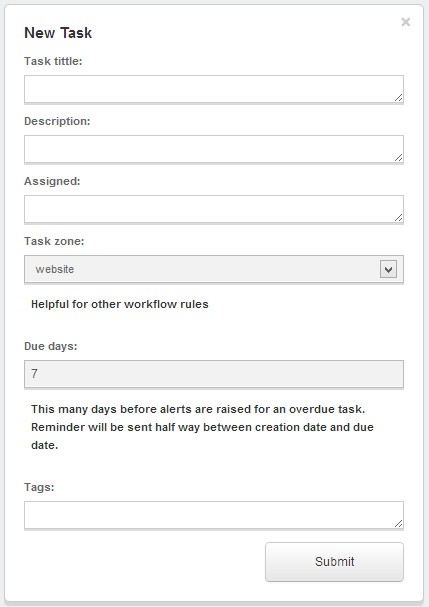 New Task
Task tittle:
Description:
Assigned:
Task zone:
website
Helpful for other workflow rules
Due days:
7
This many days before alerts are raised for an overdue task.
Reminder will be sent half way between creation date and due
date.
Tags:
Submit